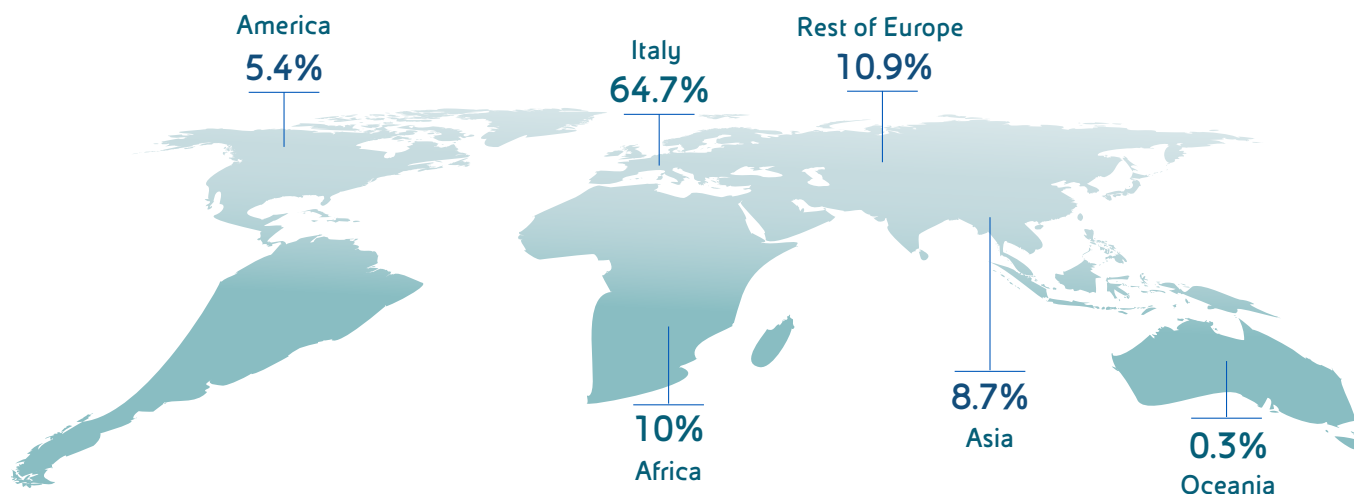 America
5.4%
Italy
64.7%
Rest of Europe
10.9%
10%
Africa
8.7%
Asia
0.3%
Oceania